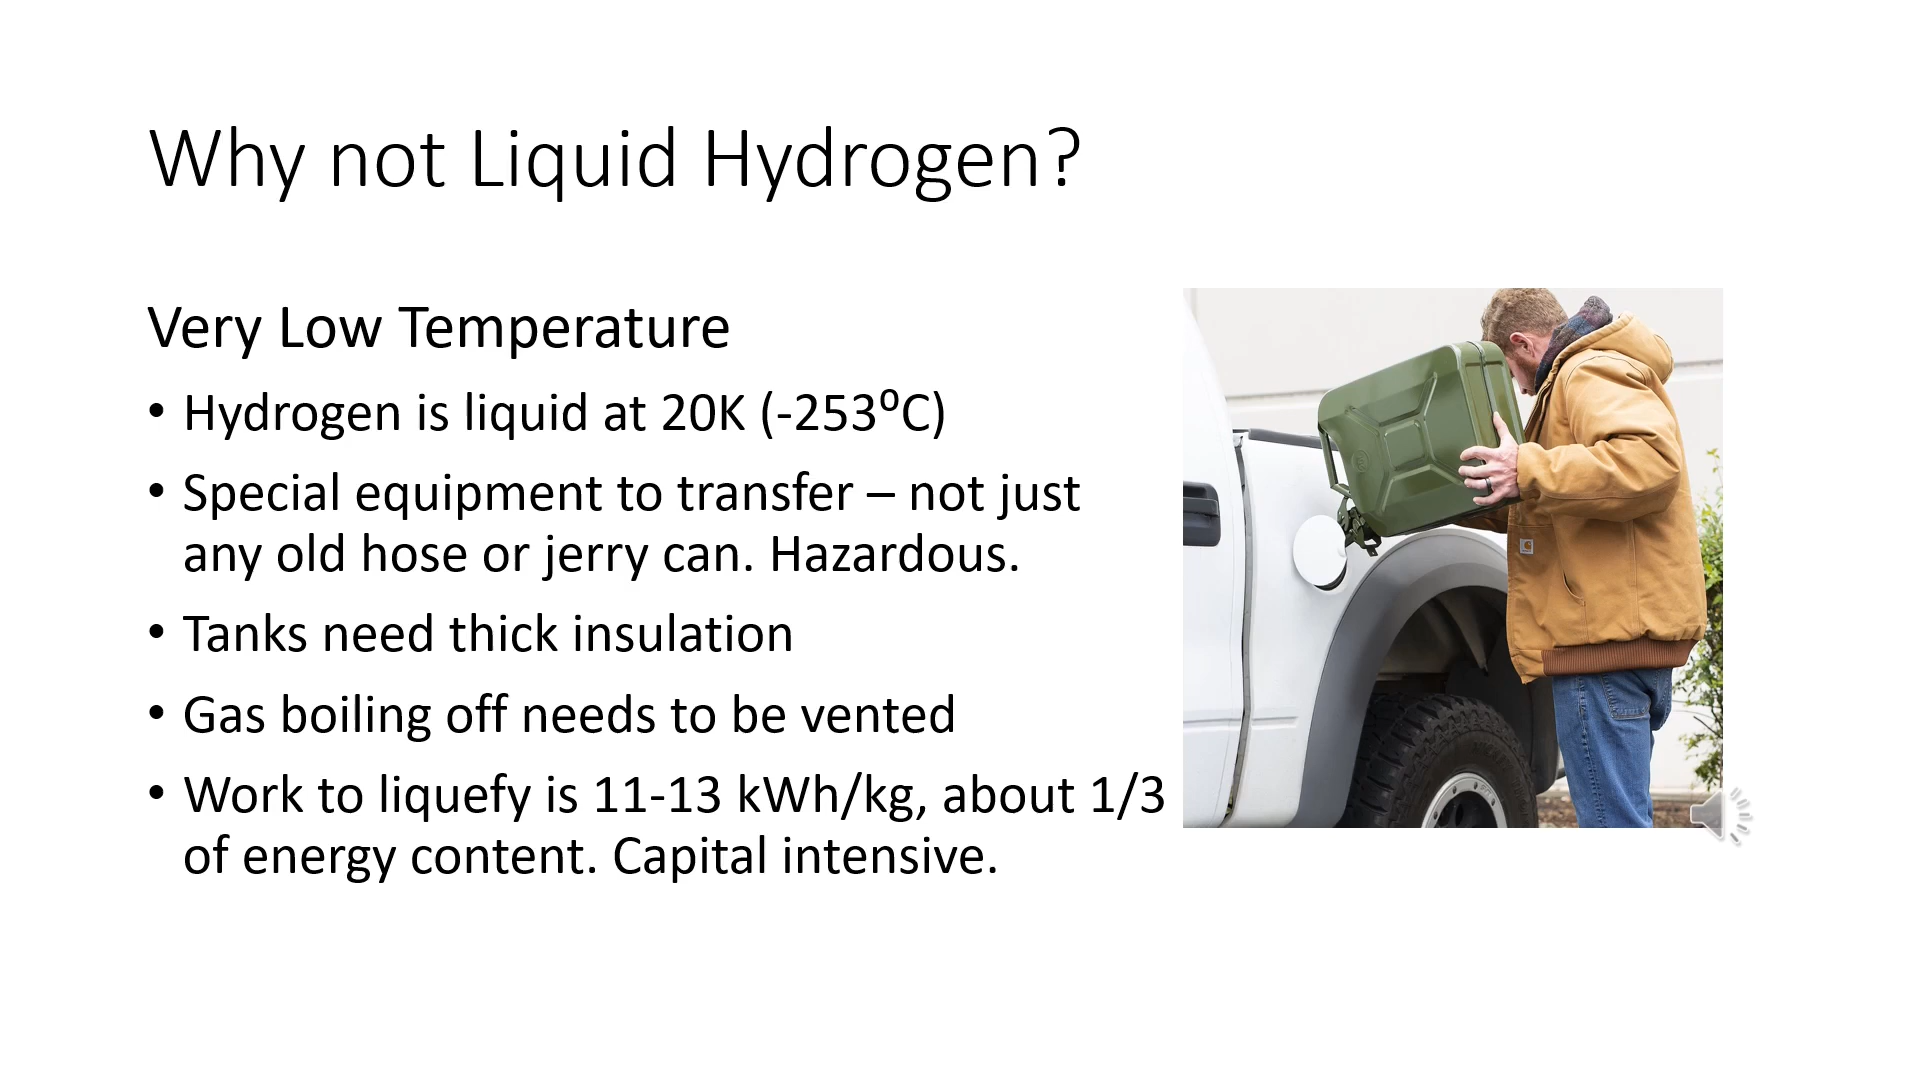 Why not Liquid Hydrogen?
Very Low Temperature
• Hydrogen is liquid at 20K (-253⁰C)
• Special equipment to transfer – not just
any old hose or jerry can. Hazardous.
• Tanks need thick insulation
• Gas boiling off needs to be vented
• Work to liquefy is 11-13 kWh/kg, about 1/3
of energy content. Capital intensive.